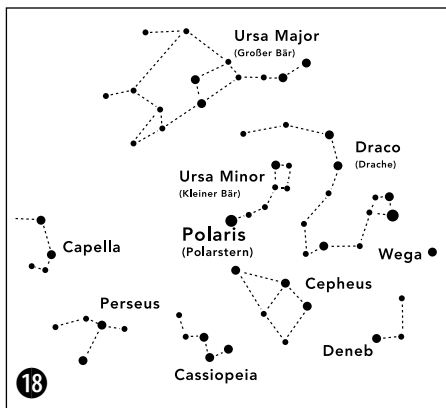 Ursa Major
(Großer Bär)
Draco
(Drache)
Ursa Minor
(Kleiner Bär)
Polaris
(Polarstern)
Capella
Wega
Cepheus
Perseus
Deneb
Cassiopeia
18